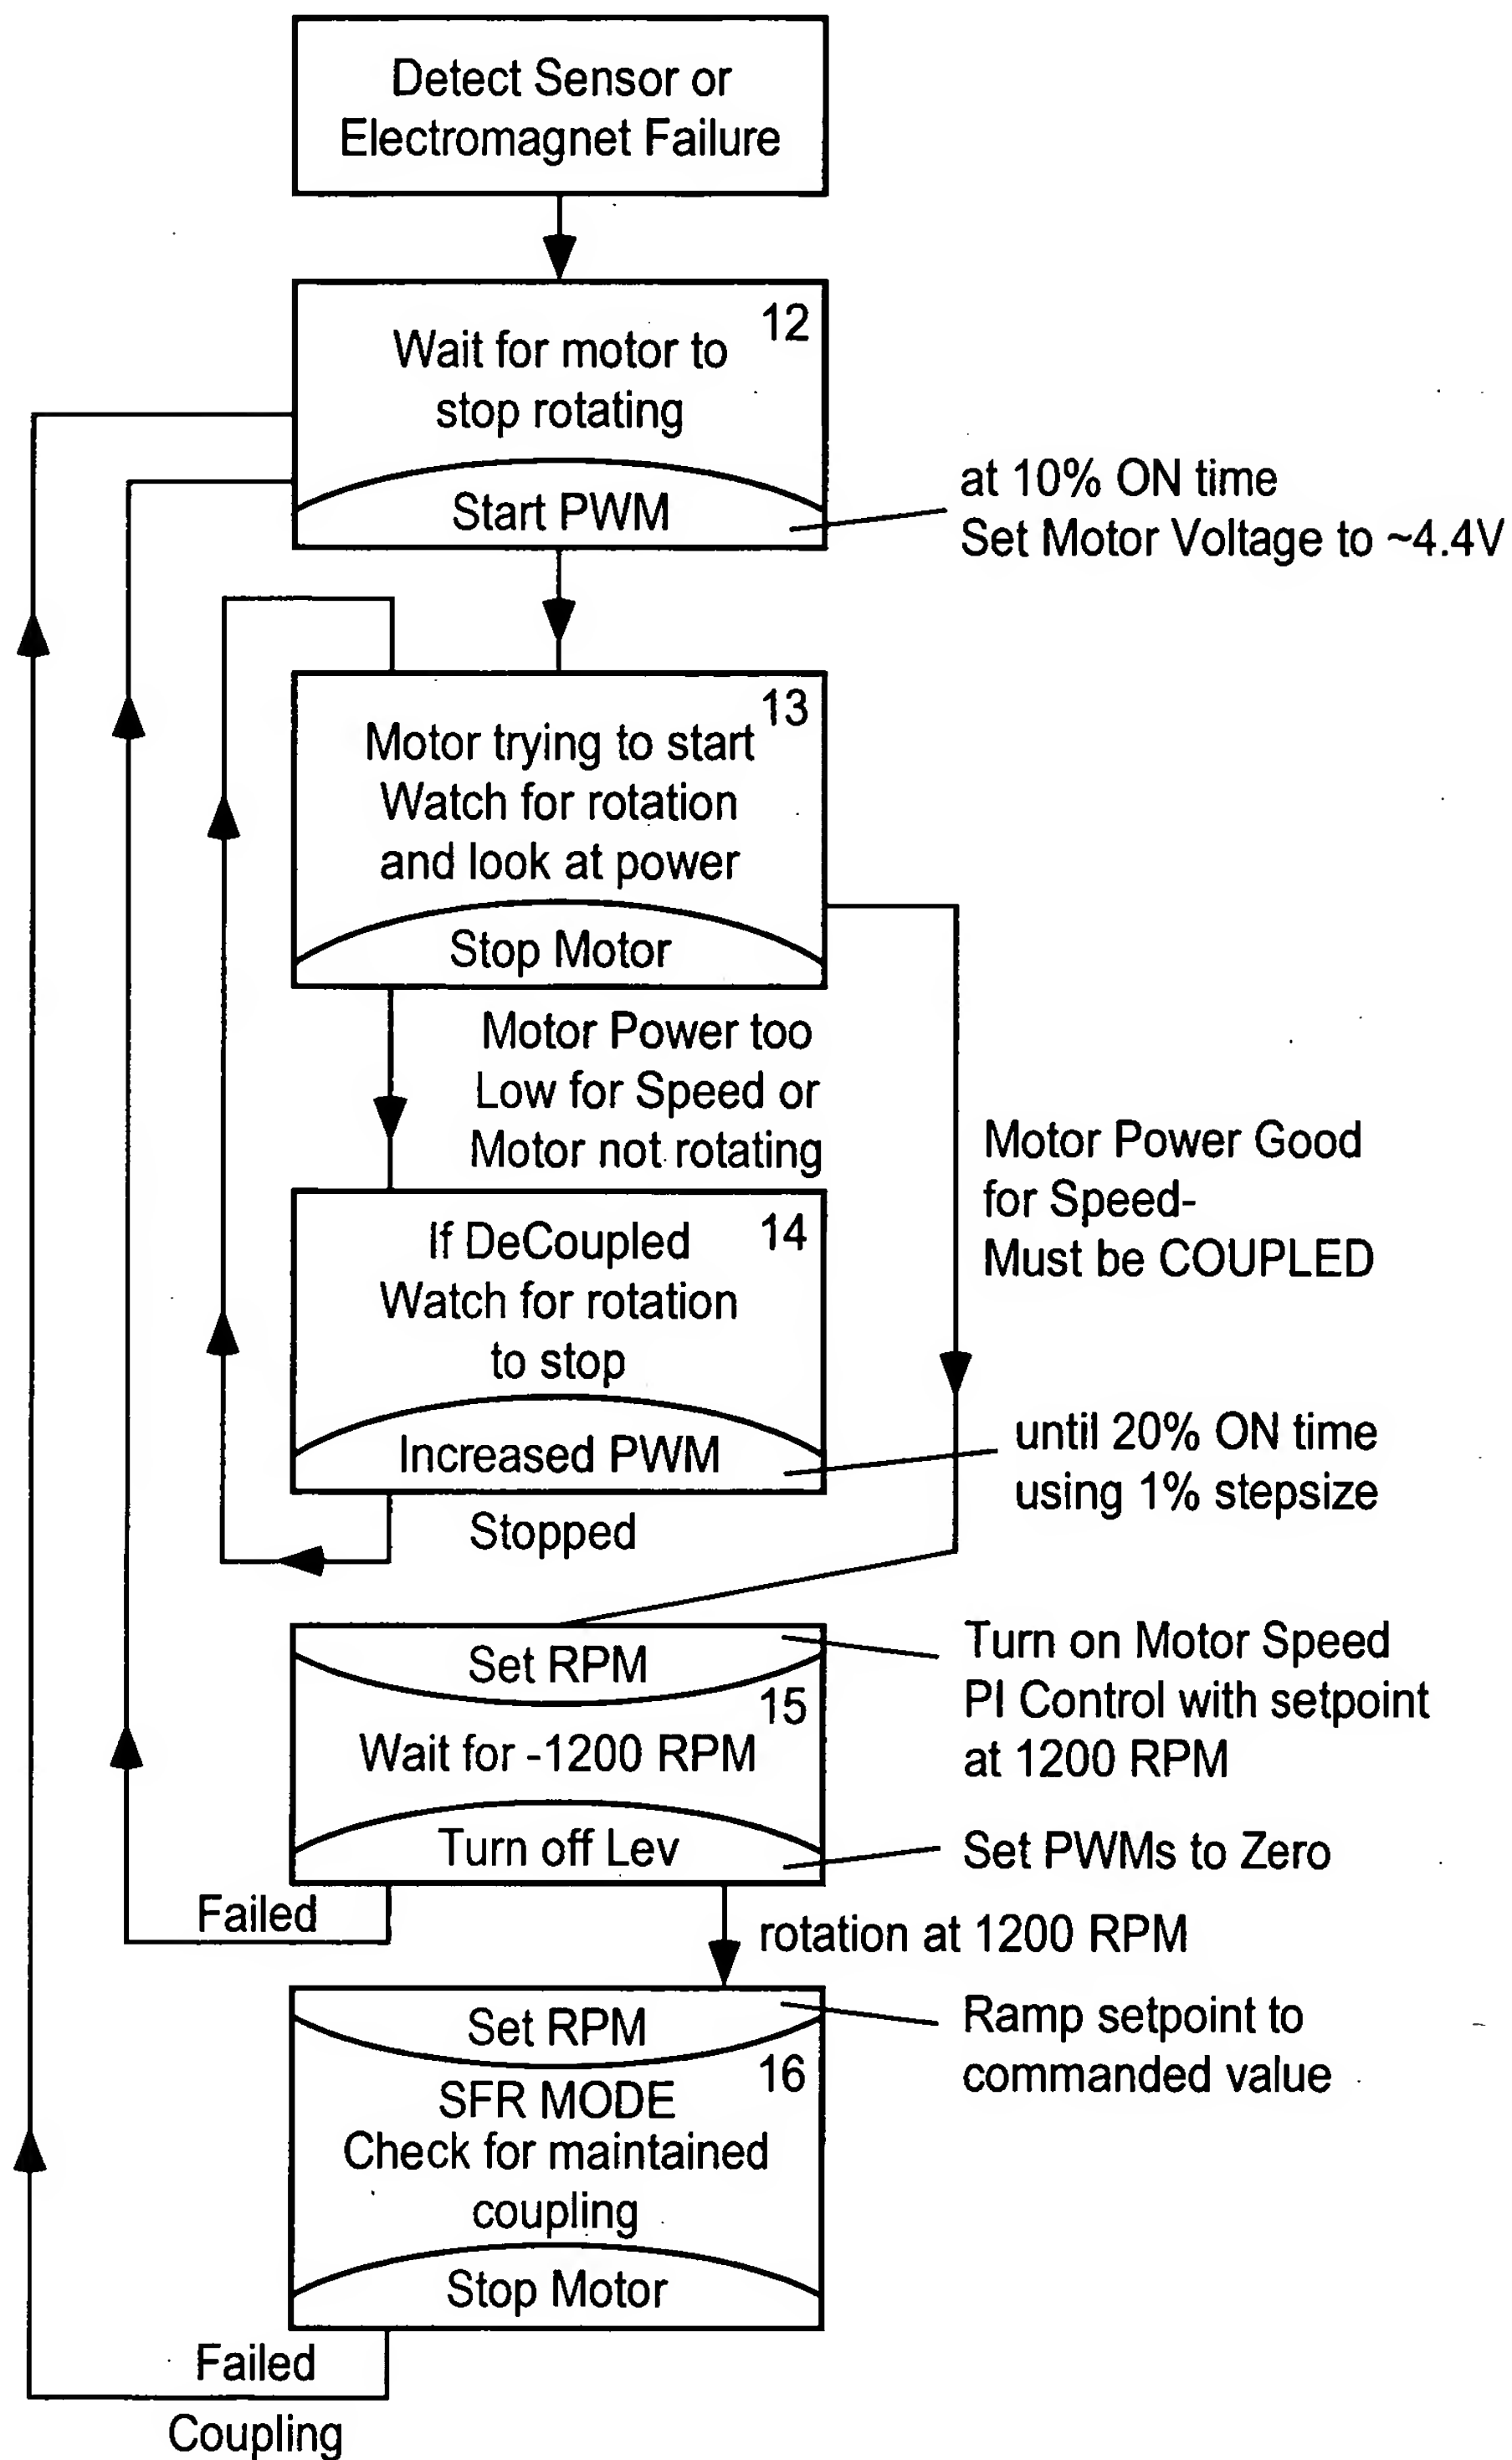 Detect Sensor or
Electromagnet Failure
12
Wait for motor to
stop rotating
Start PWM
at 10% ON time
Set Motor Voltage to ~4.4V
13
Motor trying to start
Watch for rotation
and look at power
Stop Motor
Motor Power too
Low for Speed or
Motor not rotating
Motor Power Good
for Speed-
Must be COUPLED
14
If DeCoupled
Watch for rotation
to stop
Increased PWM
until 20% ON time
using 1% stepsize
Stopped
Set RPM
Turn on Motor Speed
PI Control with setpoint
at 1200 RPM
15
Wait for -1200 RPM
Turn off Lev
Set PWMs to Zero
Failed
rotation at 1200 RPM
Set RPM
Ramp setpoint to
commanded value
16
SFR MODE
Check for maintained
coupling
Stop Motor
Failed
Coupling